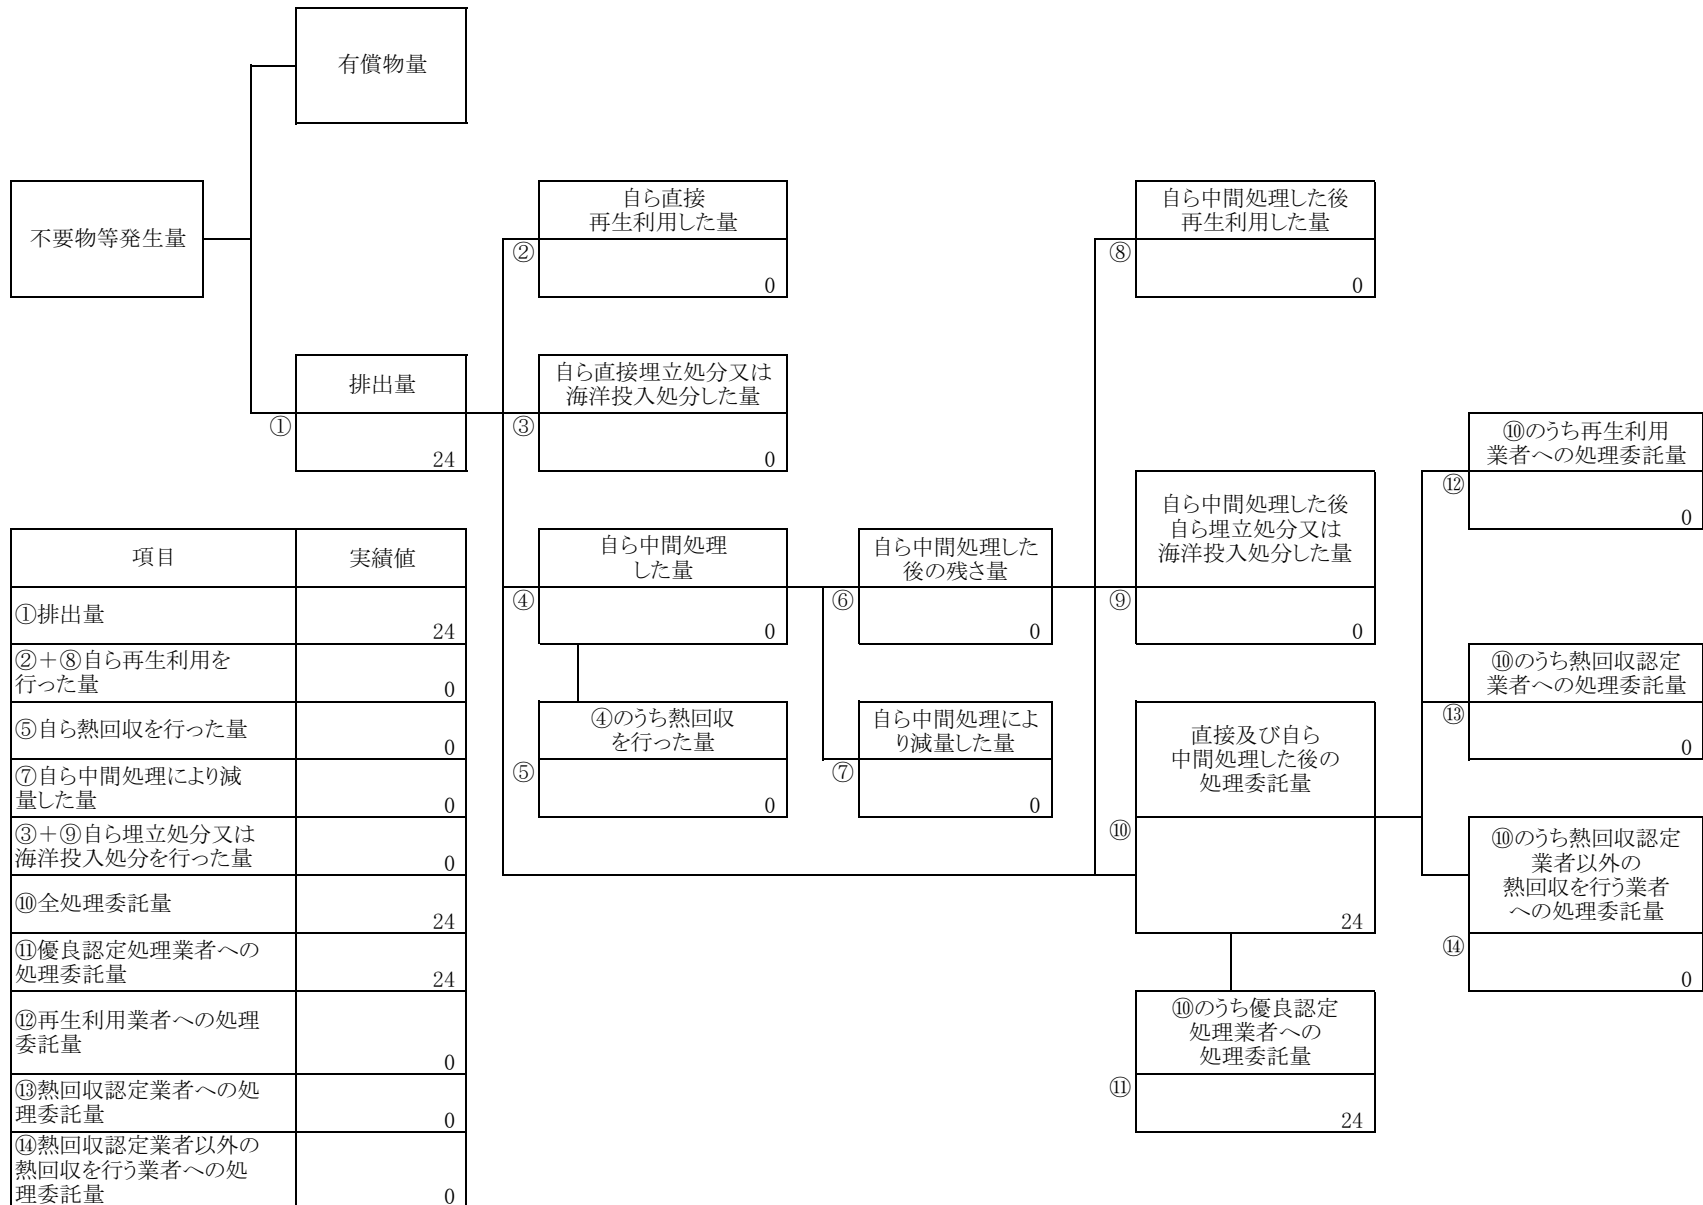 有償物量
不要物等発生量
排出量
①
24
自ら直接
再生利用した量
②
0
自ら直接埋立処分又は
海洋投入処分した量
③
0
自ら中間処理
した量
④
0
④のうち熱回収
を行った量
⑤
0
自ら中間処理した
後の残さ量
⑥
0
自ら中間処理によ
り減量した量
⑦
0
自ら中間処理した後
再生利用した量
⑧
0
自ら中間処理した後
自ら埋立処分又は
海洋投入処分した量
⑨
0
直接及び自ら
中間処理した後の
処理委託量
⑩
24
⑩のうち優良認定
処理業者への
処理委託量
⑪
24
⑩のうち再生利用
業者への処理委託量
⑫
0
⑩のうち熱回収認定
業者への処理委託量
⑬
0
⑩のうち熱回収認定
業者以外の
熱回収を行う業者
への処理委託量
⑭
0
項目 実績値
①排出量
24
②+⑧自ら再生利用を
行った量
0
⑤自ら熱回収を行った量
0
⑦自ら中間処理により減
量した量
0
③+⑨自ら埋立処分又は
海洋投入処分を行った量
0
⑩全処理委託量
24
⑪優良認定処理業者への
処理委託量
24
⑫再生利用業者への処理
委託量
0
⑬熱回収認定業者への処
理委託量
0
⑭熱回収認定業者以外の
熱回収を行う業者への処
理委託量
0